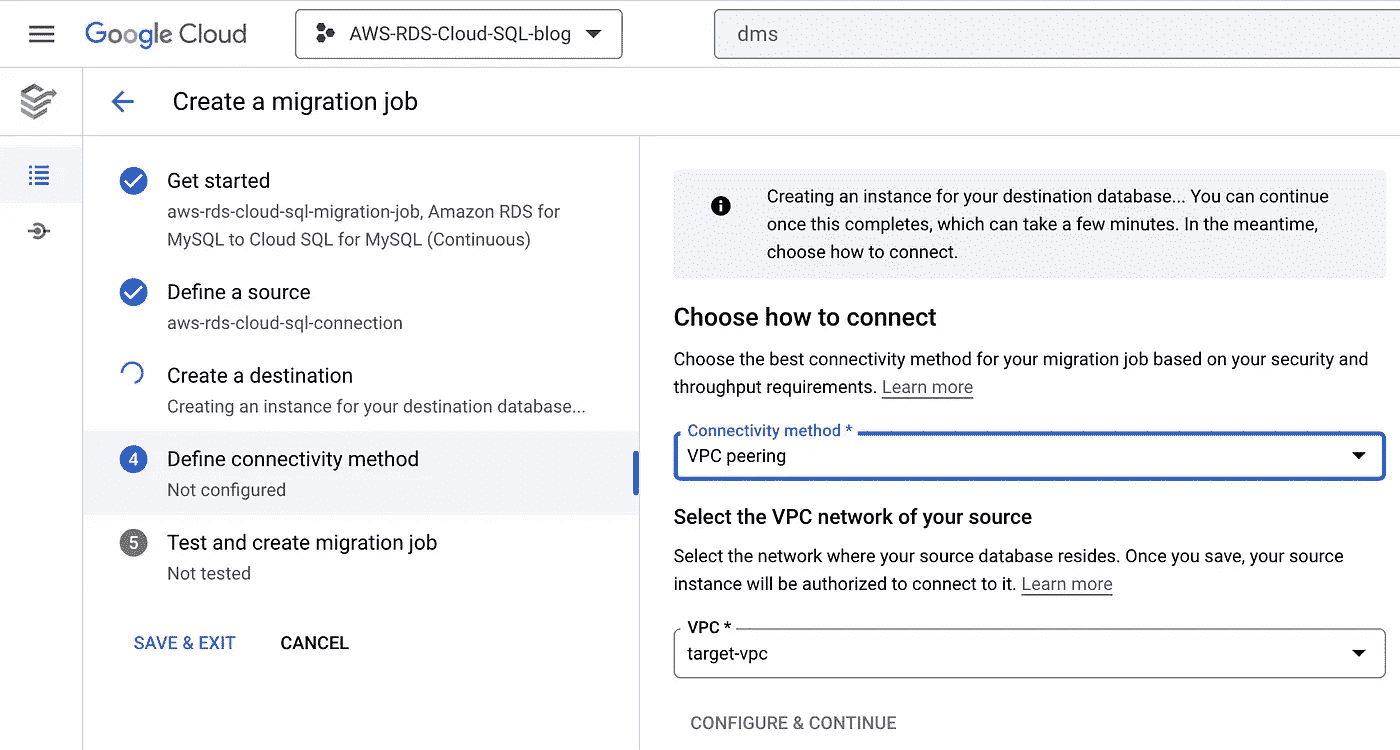 Google Cloud
AWS-RDS-Cloud-SQL-blog
dms
Create a migration job
Get started
aws-rds-cloud-sql-migration-job, Amazon RDS for
MySQL to Cloud SQL for MySQL (Continuous)
Define a source
aws-rds-cloud-sql-connection
Create a destination
Creating an instance for your destination database...
4 Define connectivity method
Not configured
5 Test and create migration job
Not tested
SAVE & EXIT CANCEL
Creating an instance for your destination database... You can continue
once this completes, which can take a few minutes. In the meantime,
choose how to connect.
Choose how to connect
Choose the best connectivity method for your migration job based on your security and
throughput requirements. Learn more
Connectivity method *
VPC peering
Select the VPC network of your source
Select the network where your source database resides. Once you save, your source
instance will be authorized to connect to it. Learn more
VPC *
target-vpc
CONFIGURE & CONTINUE